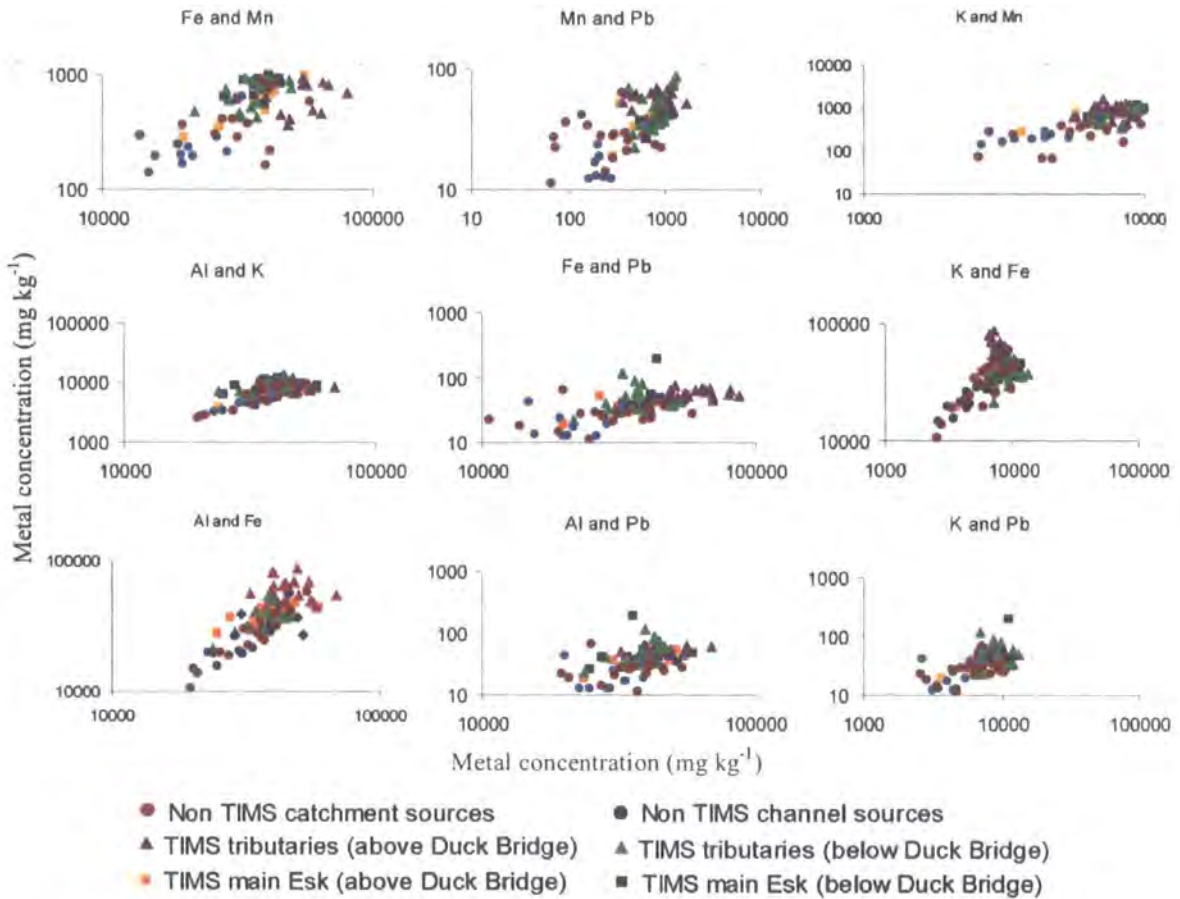 Fe and Mn
Mn and Pb
K and Mn
1000
100
10000 100000
100
10
10 100 1000 10000
10000
1000
100
10
1000 10000
Al and K
Fe and Pb
K and Fe
100000
10000
1000
10000 100000
1000
100
10
10000 100000
100000
10000
1000 10000 100000
Al and Fe
Al and Pb
K and Pb
100000
10000
10000 100000
1000
100
10
10000 100000
1000
100
10
1000 10000 100000
Metal concentration (mg kg-1)
Metal concentration (mg kg-1)
Non TIMS catchment sources
Non TIMS channel sources
TIMS tributaries (above Duck Bridge)
TIMS tributaries (below Duck Bridge)
TIMS main Esk (above Duck Bridge)
TIMS main Esk (below Duck Bridge)